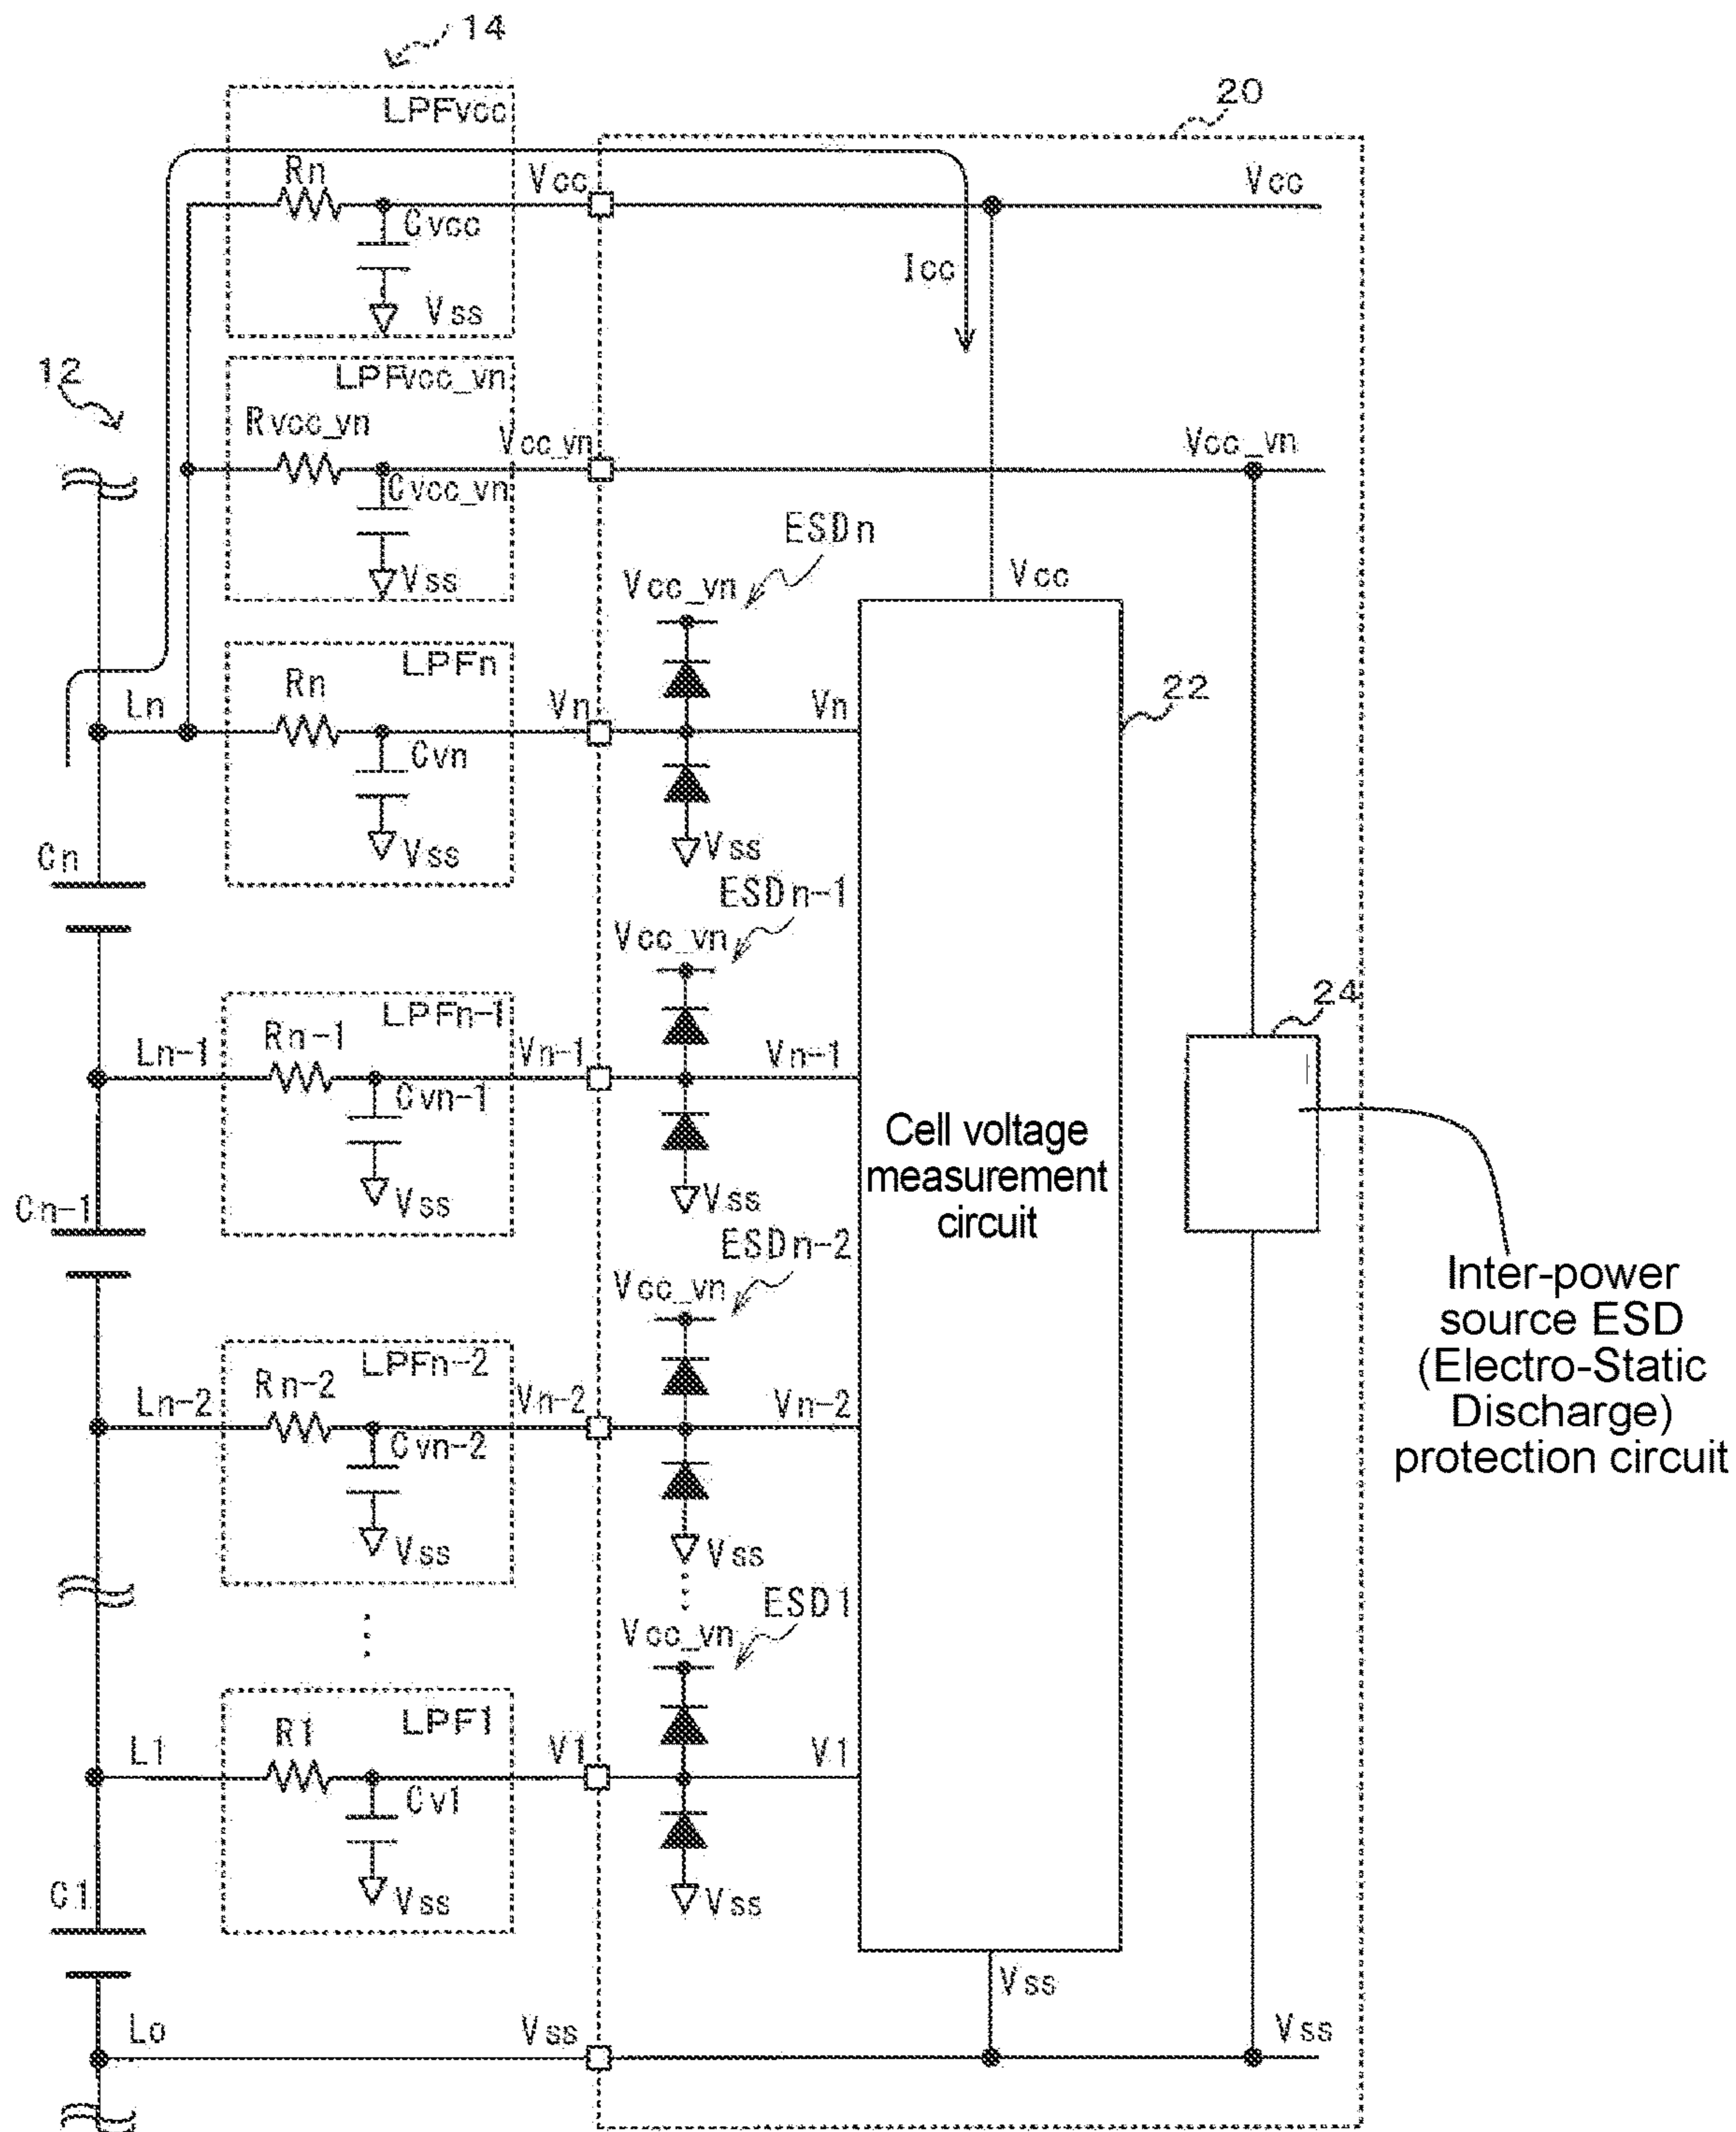 14
LPFvcc
20
Rn
Vcc
Vcc
Cvcc
Icc
Vss
12
LPFvcc_vn
Rvcc_vn
Vcc_vn
Vcc_vn
Cvcc_vn
ESDn
Vss
Vcc_vn
Vcc
LPFn
Rn
Ln
Vn
Vn
22
Cvn
Vss
Vss
Cn
ESDn-1
Vcc_vn
LPFn-1
24
Rn-1
Ln-1
Vn-1
Vn-1
Cvn-1
Cell voltage
measurement
circuit
Vss
Vss
Cn-1
ESDn-2
Vcc_vn
Inter-power
source ESD
(Electro-Static
Discharge)
protection circuit
LPFn-2
Rn-2
Ln-2
Vn-2
Vn-2
Cvn-2
Vss
Vss
ESD1
Vcc_vn
LPF1
R1
L1
V1
V1
Cv1
C1
Vss
Vss
Vss
Lo
Vss
Vss